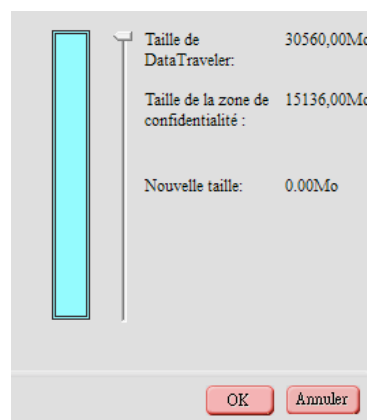 Taille de 30560,00Mo
DataTraveler:
Taille de la zone de 15136,00Mo
confidentialité :
Nouvelle taille: 0.00Mo
OK Annuler